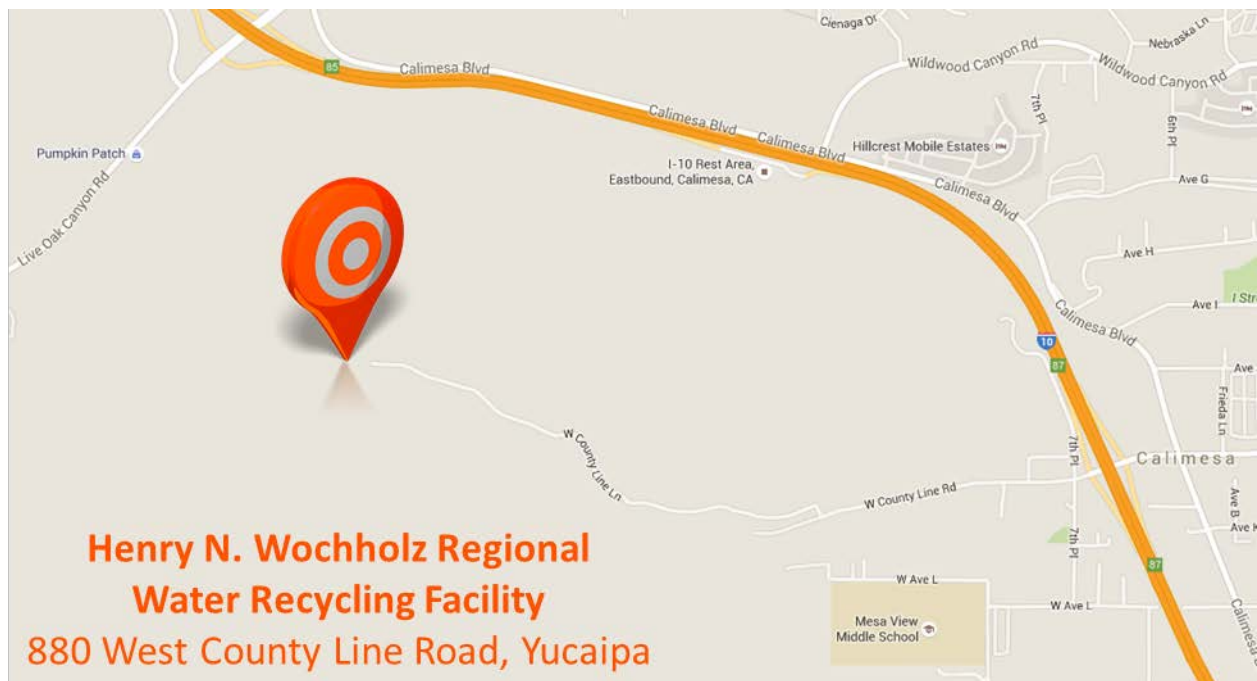 Cienaga Dr
Nebraska Ln
Wildwood Canyon Rd
Wildwood Canyon Rd
85
Calimesa Blvd
7th Pl
6th Pl
Calimesa Blvd
Calimesa Blvd
Hillcrest Mobile Estates
Pumpkin Patch
I-10 Rest Area,
Eastbound, Calimesa, CA
Ave G
Calimesa Blvd
Live Oak Canyon Rd
Ave H
Ave I
I Str
Calimesa Blvd
10
87
Ave
Frieda Ln
W County Line Ln
7th Pl
Calimesa
W County Line Rd
Ave B
Ave K
7th Pl
87
W Ave L
W Ave L
Mesa View
Middle School
Calimesa B
Henry N. Wochholz Regional
Water Recycling Facility
880 West County Line Road, Yucaipa